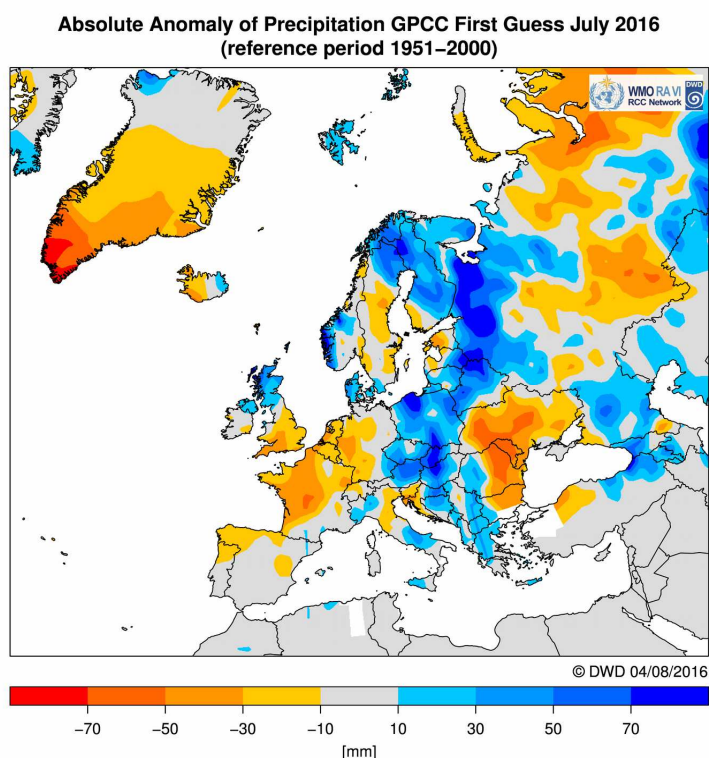 Absolute Anomaly of Precipitation GPCC First Guess July 2016
(reference period 1951−2000)
WMO RA VI
RCC Network
DWD
© DWD 04/08/2016
−70 −50 −30 −10 10 30 50 70
[mm]